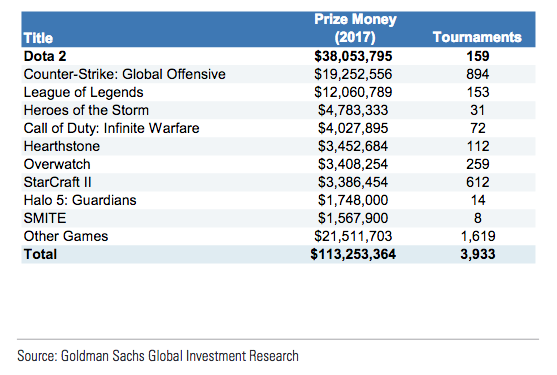 Prize Money
Title (2017) Tournaments
Dota 2 $38,053,795 159
Counter-Strike: Global Offensive $19,252,556 894
League of Legends $12,060,789 153
Heroes of the Storm $4,783,333 31
Call of Duty: Infinite Warfare $4,027,895 72
Hearthstone $3,452,684 112
Overwatch $3,408,254 259
StarCraft II $3,386,454 612
Halo 5: Guardians $1,748,000 14
SMITE $1,567,900 8
Other Games $21,511,703 1,619
Total $113,253,364 3,933
Source: Goldman Sachs Global Investment Research